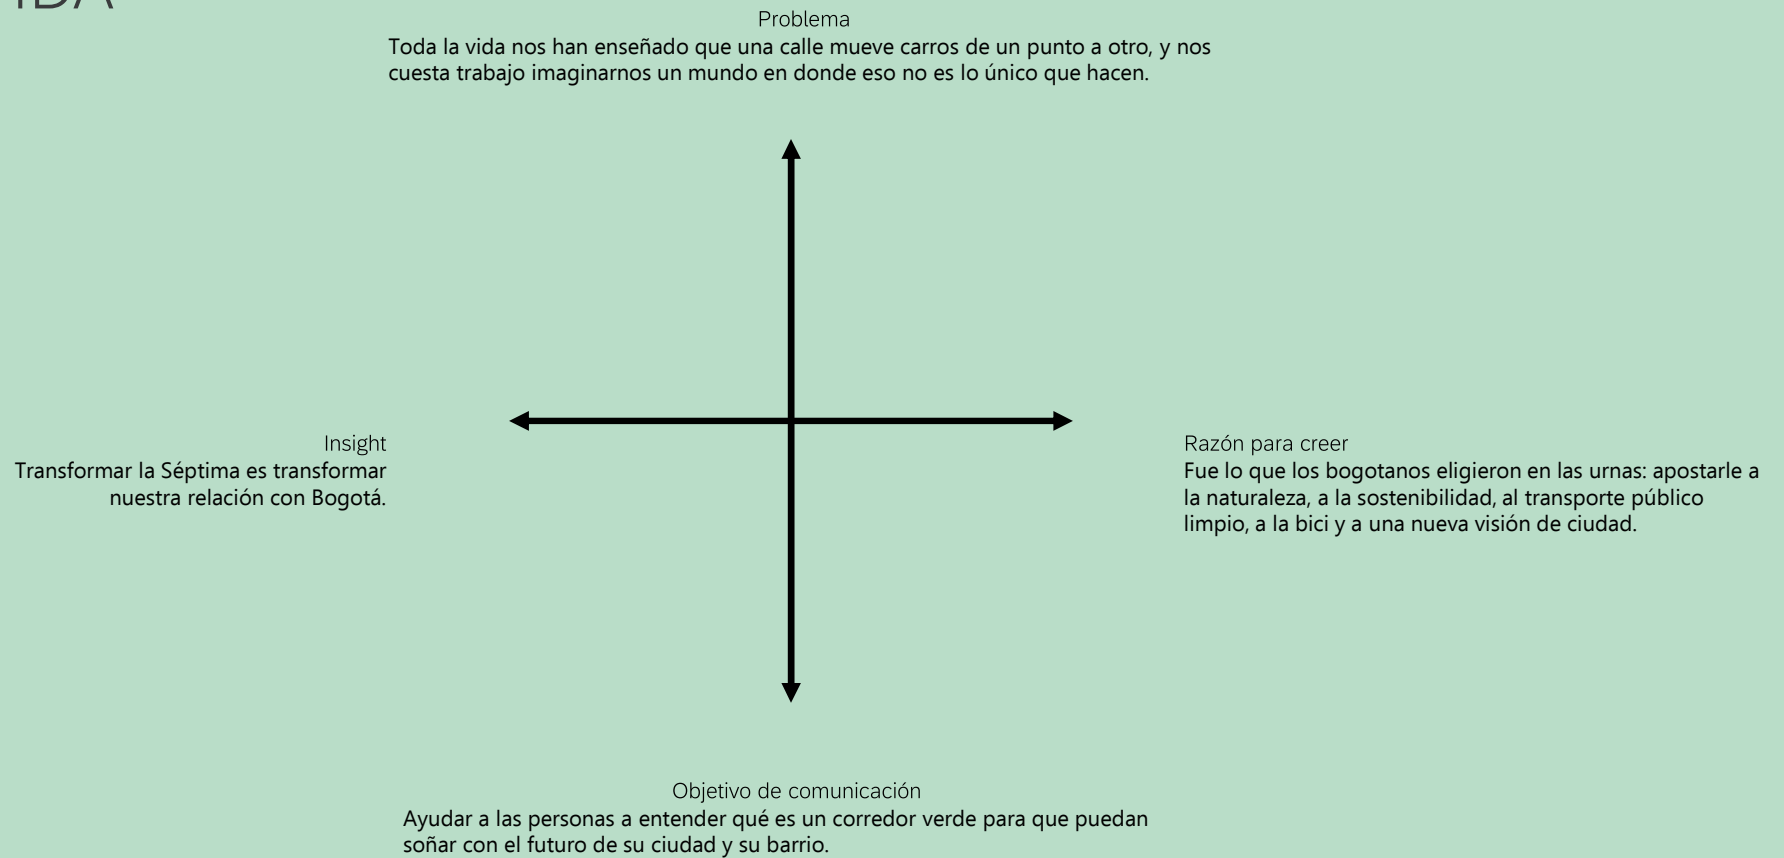 Problema
Toda la vida nos han enseñado que una calle mueve carros de un punto a otro, y nos
cuesta trabajo imaginarnos un mundo en donde eso no es lo único que hacen.
Insight
Transformar la Séptima es transformar
nuestra relación con Bogotá.
Razón para creer
Fue lo que los bogotanos eligieron en las urnas: apostarle a
la naturaleza, a la sostenibilidad, al transporte público
limpio, a la bici y a una nueva visión de ciudad.
Objetivo de comunicación
Ayudar a las personas a entender qué es un corredor verde para que puedan
soñar con el futuro de su ciudad y su barrio.